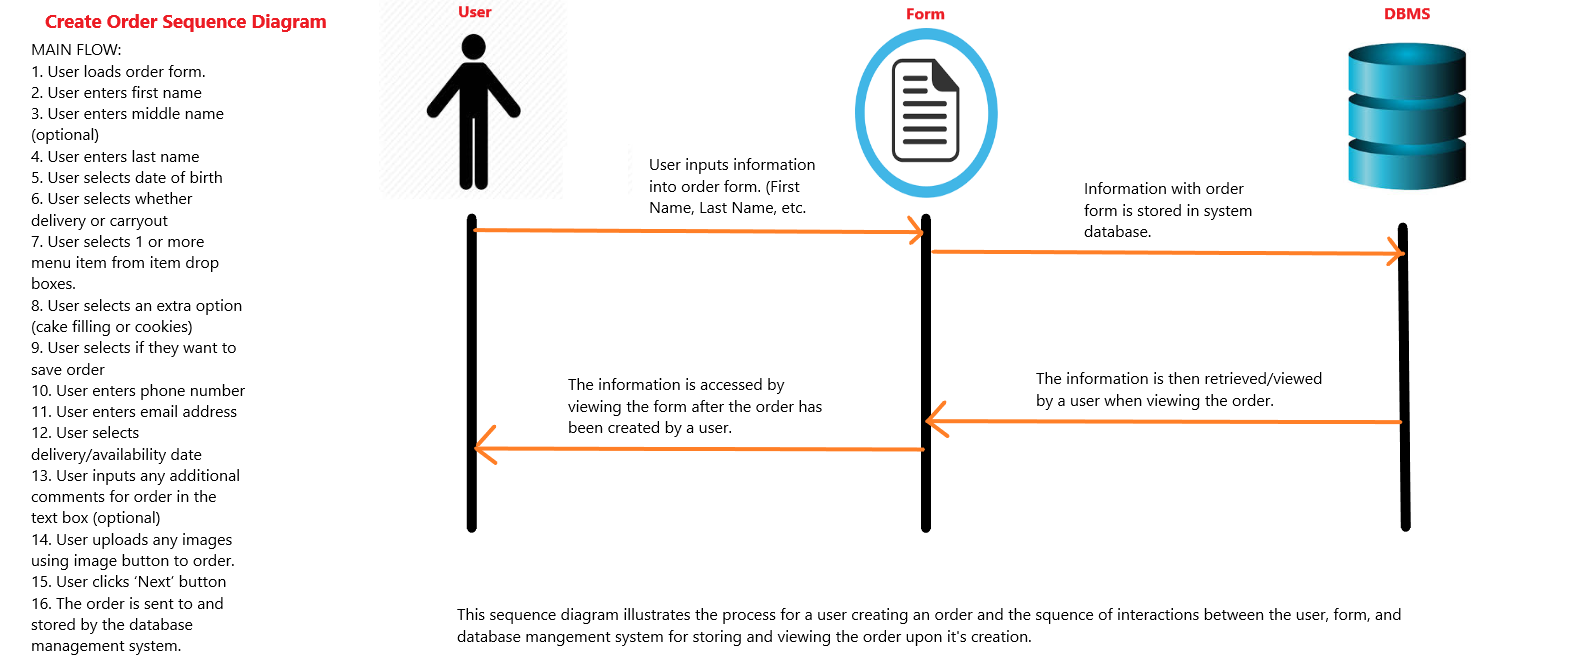 Create Order Sequence Diagram
MAIN FLOW:
1. User loads order form.
2. User enters first name
3. User enters middle name
(optional)
4. User enters last name
5. User selects date of birth
6. User selects whether
delivery or carryout
7. User selects 1 or more
menu item from item drop
boxes.
8. User selects an extra option
(cake filling or cookies)
9. User selects if they want to
save order
10. User enters phone number
11. User enters email address
12. User selects
delivery/availability date
13. User inputs any additional
comments for order in the
text box (optional)
14. User uploads any images
using image button to order.
15. User clicks ‘Next’ button
16. The order is sent to and
stored by the database
management system.
User
Form
DBMS
User inputs information
into order form. (First
Name, Last Name, etc.
Information with order
form is stored in system
database.
The information is accessed by
viewing the form after the order has
been created by a user.
The information is then retrieved/viewed
by a user when viewing the order.
This sequence diagram illustrates the process for a user creating an order and the squence of interactions between the user, form, and
database mangement system for storing and viewing the order upon it's creation.